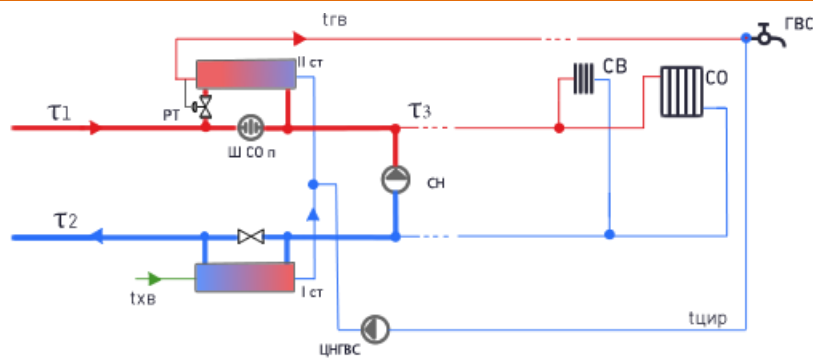 tгв
ГВС
II ст
СВ
СО
τ1
РТ
τ3
Ш СО п
СН
τ2
I ст
tхв
tцир
ЦНГВС